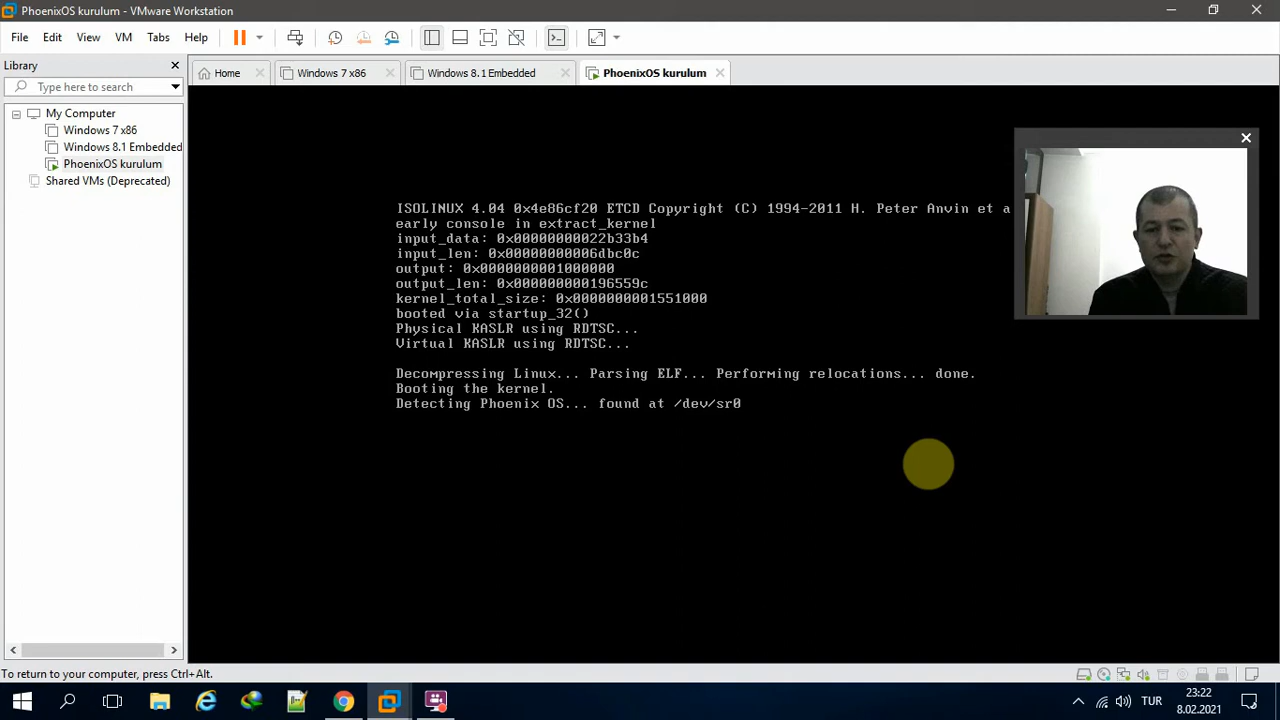 PhoenixOS kurulum - VMware Workstation
File Edit View VM Tabs Help
Library
Type here to search
My Computer
Windows 7 x86
Windows 8.1 Embedded
PhoenixOS kurulum
Shared VMs (Deprecated)
Home
Windows 7 x86
Windows 8.1 Embedded
PhoenixOS kurulum
ISOLINUX 4.04 0x4e86cf20 ETCD Copyright (C) 1994-2011 H. Peter Anvin et a
early console in extract_kernel
input_data: 0x00000000022b33b4
input_len: 0x00000000006dbc0c
output: 0x0000000001000000
output_len: 0x000000000196559c
kernel_total_size: 0x0000000001551000
booted via startup_32()
Physical KASLR using RDTSC...
Virtual KASLR using RDTSC...
Decompressing Linux... Parsing ELF... Performing relocations... done.
Booting the kernel.
Detecting Phoenix OS... found at /dev/sr0
To return to your computer, press Ctrl+Alt.
TUR
23:22
8.02.2021